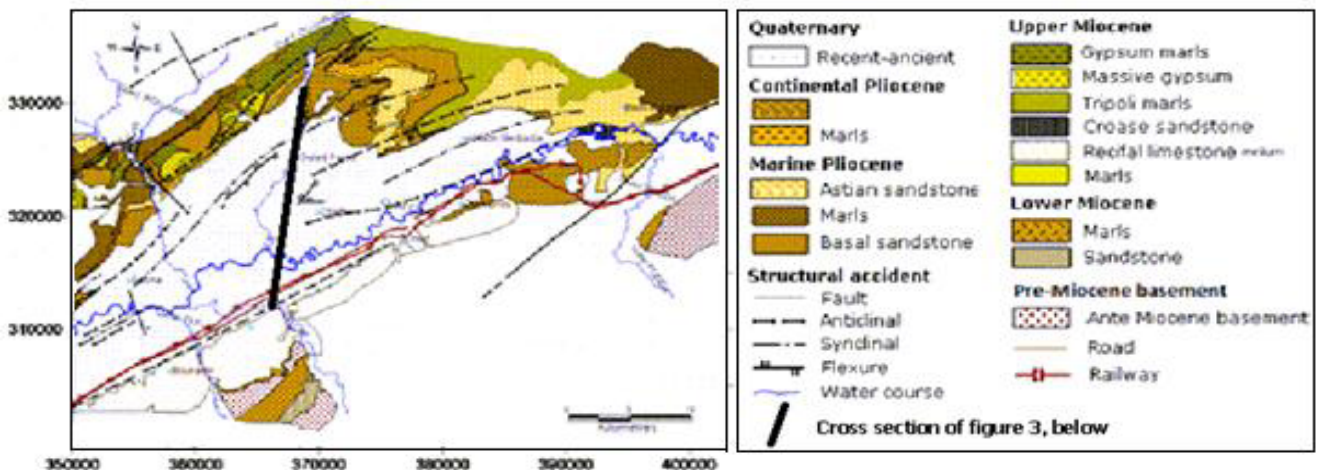 330000
320000
310000
350000
360000
370000
380000
390000
400000
Quaternary
Recent-ancient
Continental Pliocene
Marls
Marine Pliocene
Astian sandstone
Marls
Basal sandstone
Structural accident
Fault
Anticlinal
Synclinal
Flexure
Water course
Cross section of figure 3, below
Upper Miocene
Gypsum marls
Massive gypsum
Tripoli marls
Croase sandstone
Recifal limestone
Marls
Lower Miocene
Marls
Sandstone
Pre-Miocene basement
Ante Miocene basement
Road
Railway